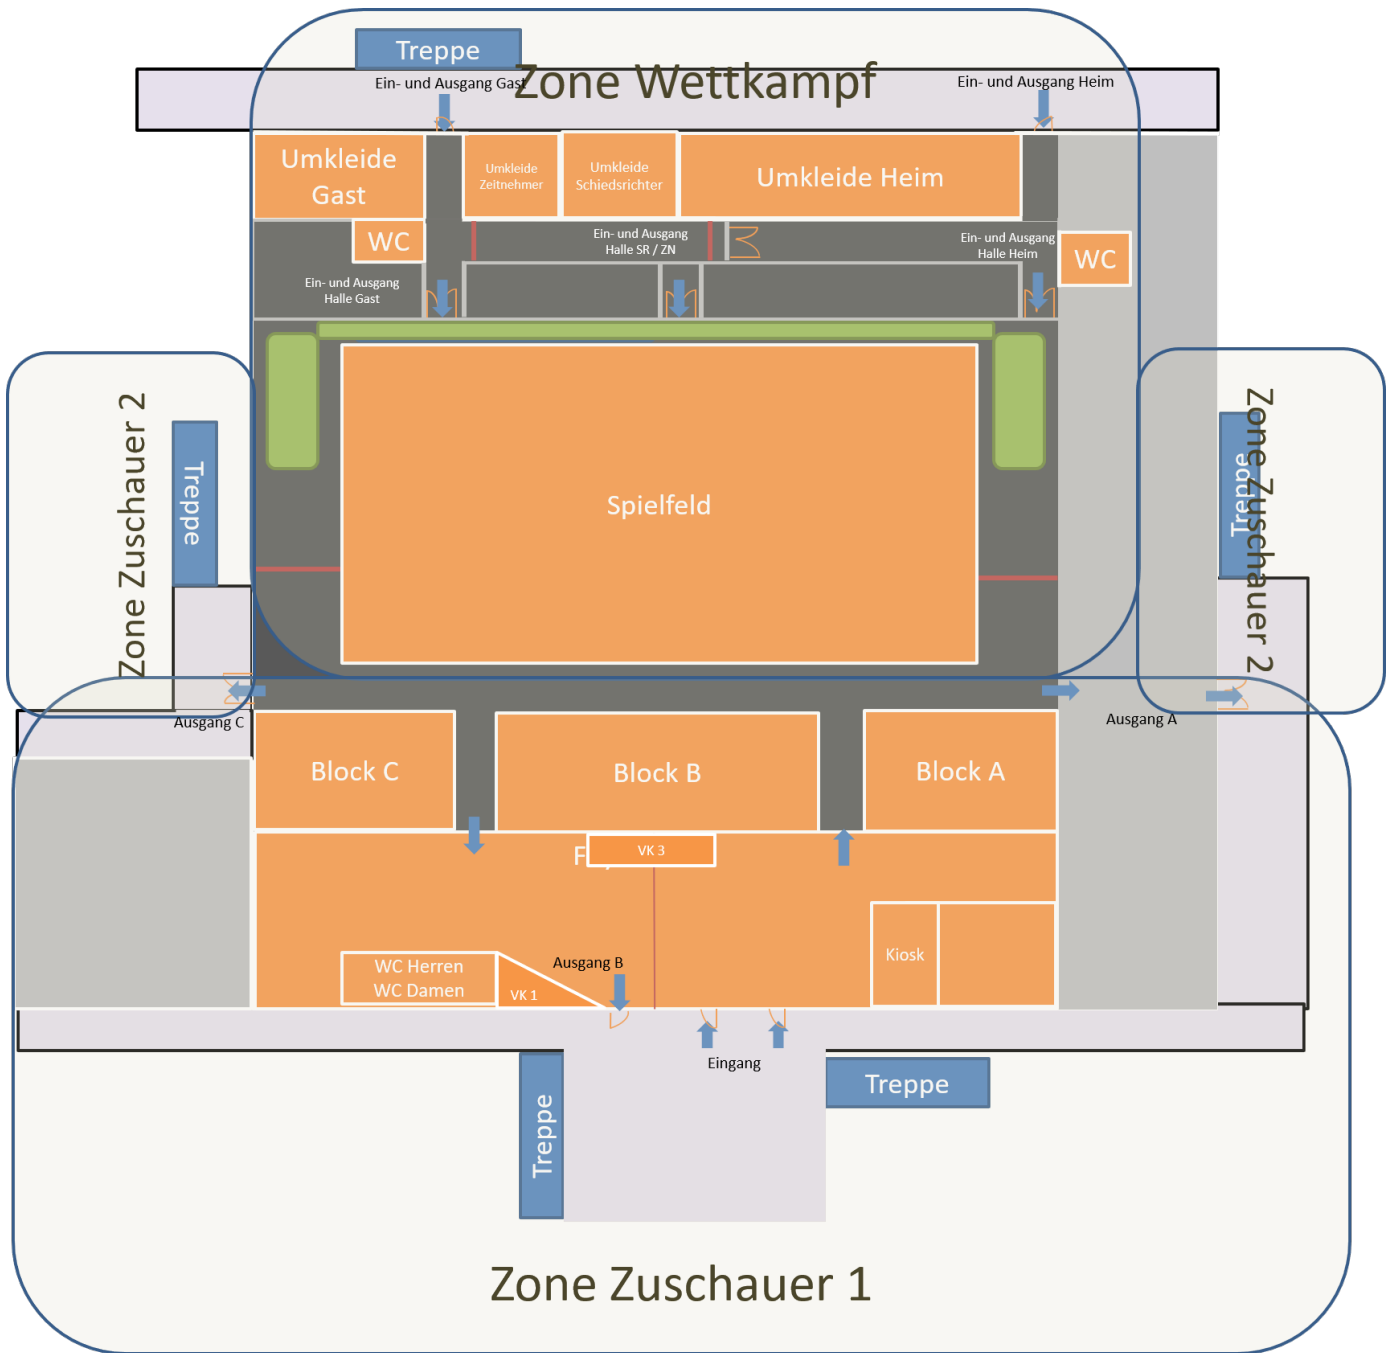 Treppe
Zone Wettkampf
Ein- und Ausgang Gast
Ein- und Ausgang Heim
Umkleide
Gast
Umkleide
Zeitnehmer
Umkleide
Schiedsrichter
Umkleide Heim
WC
Ein- und Ausgang
Halle SR / ZN
Ein- und Ausgang
Halle Heim
WC
Ein- und Ausgang
Halle Gast
Zone Zuschauer 2
Treppe
Spielfeld
Treppe
Zone Zuschauer 2
Ausgang C
Ausgang A
Block C
Block B
Block A
VK 3
WC Herren
WC Damen
VK 1
Ausgang B
Kiosk
Eingang
Treppe
Treppe
Zone Zuschauer 1